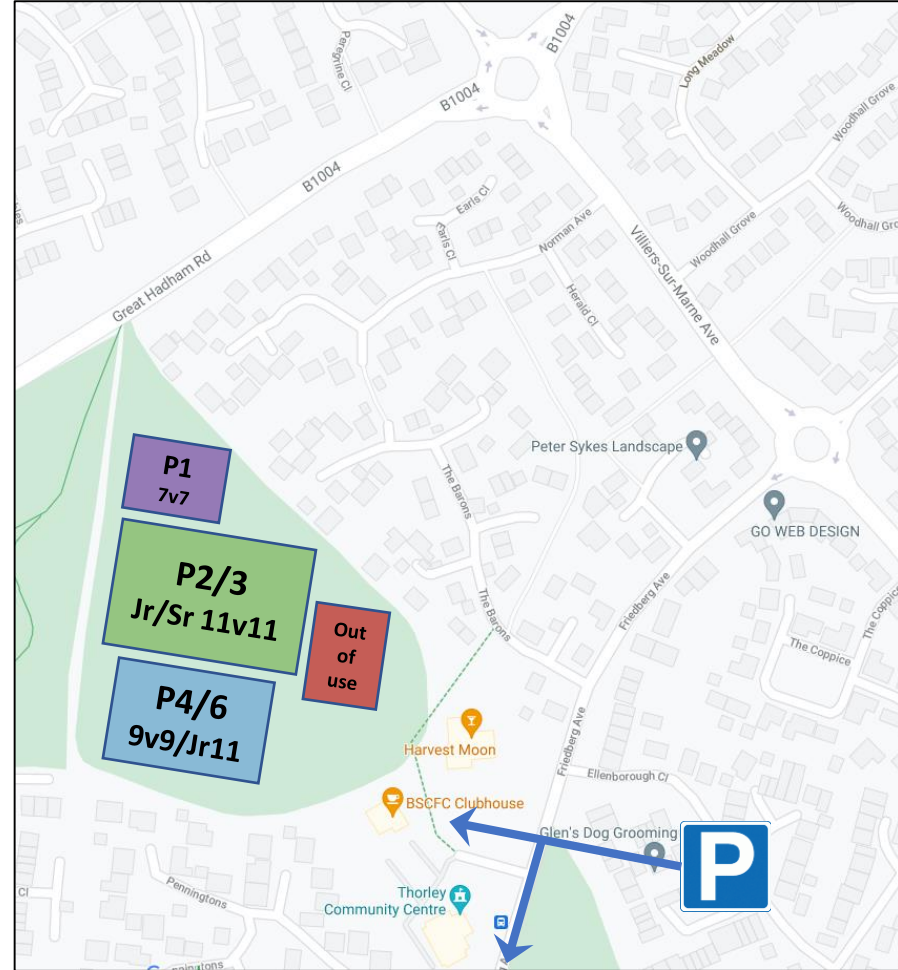 B1004
Long Meadow
Peregrine Cl
B1004
Woodhall Grove
B1004
Earls Cl
Earls Cl
Norman Ave
Woodhall Grove
Woodhall Gro
Villiers-Sur-Marne Ave
Great Hadham Rd
Herald Cl
P1
7v7
Peter Sykes Landscape
The Barons
GO WEB DESIGN
P2/3
Jr/Sr 11v11
Out
of
use
The Barons
Friedberg Ave
The Coppice
The Coppice
P4/6
9v9/Jr11
Harvest Moon
Friedberg Ave
Ellenborough Cl
BSCFC Clubhouse
Glen's Dog Grooming
P
Thorley
Community Centre
Penningtons
Cl